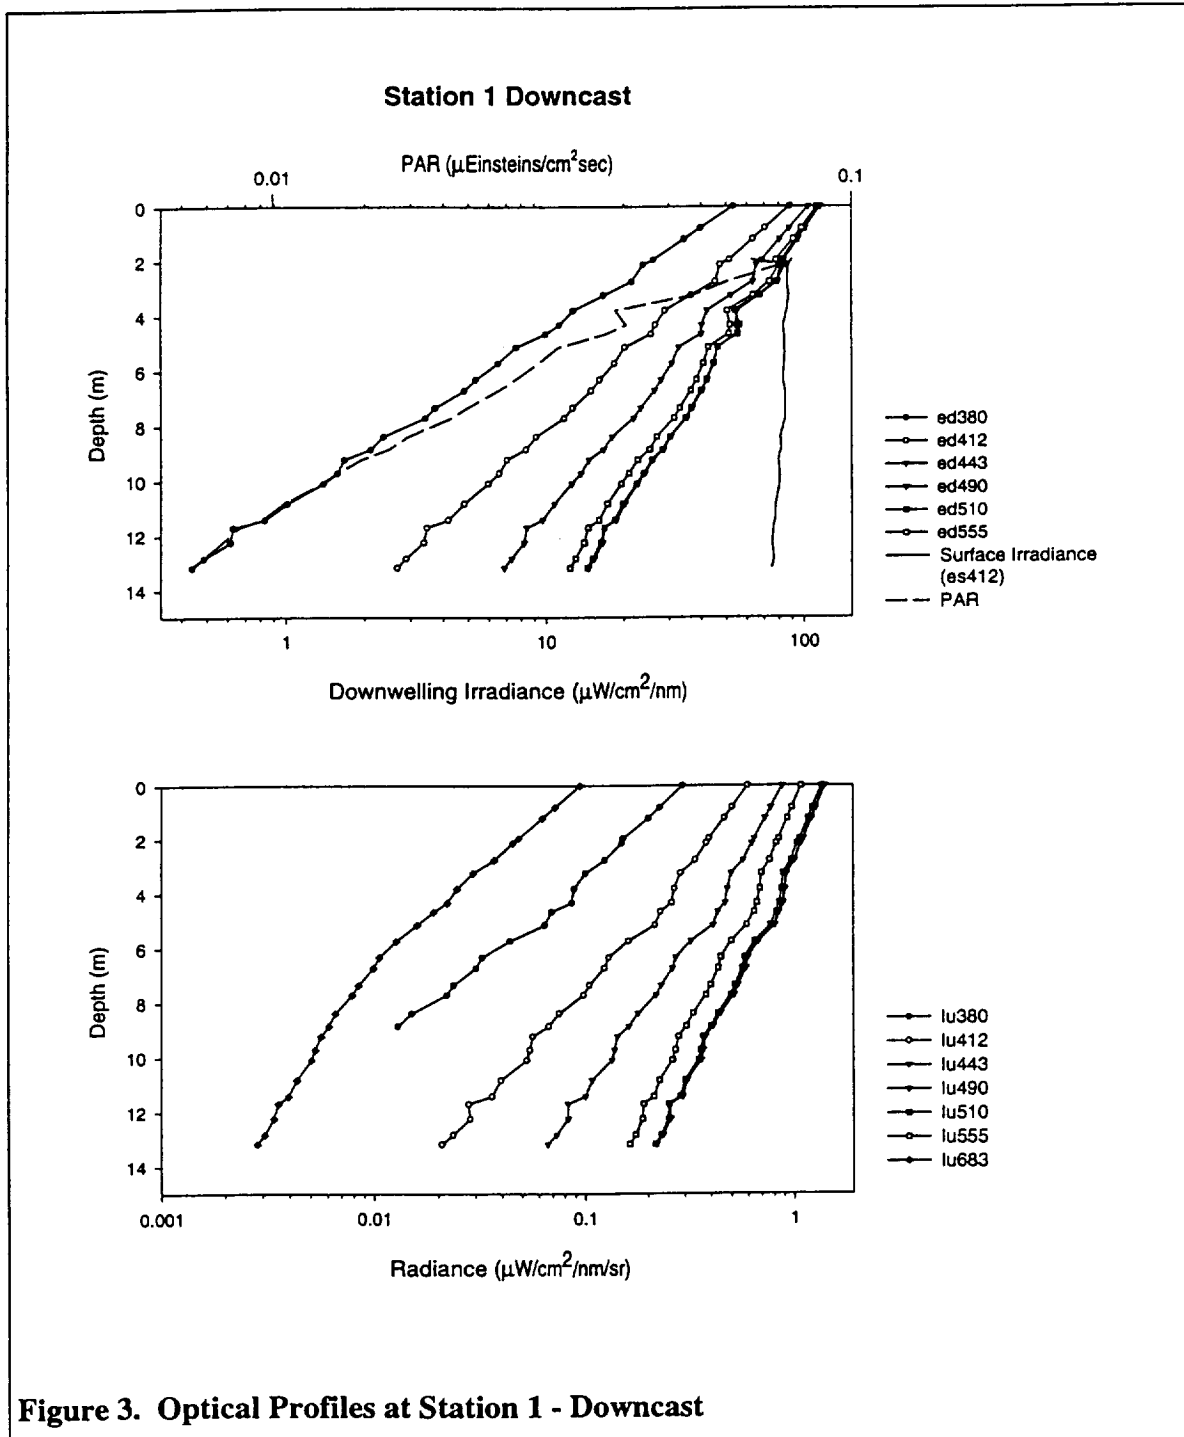 Station 1 Downcast
PAR (μEinsteins/cm²sec)
0.01
0.1
0
2
4
6
8
10
12
14
Depth (m)
1
10
100
Downwelling Irradiance (μW/cm²/nm)
ed380
ed412
ed443
ed490
ed510
ed555
Surface Irradiance
(es412)
PAR
0
2
4
6
8
10
12
14
Depth (m)
0.001
0.01
0.1
1
Radiance (μW/cm²/nm/sr)
lu380
lu412
lu443
lu490
lu510
lu555
lu683
Figure 3. Optical Profiles at Station 1 - Downcast